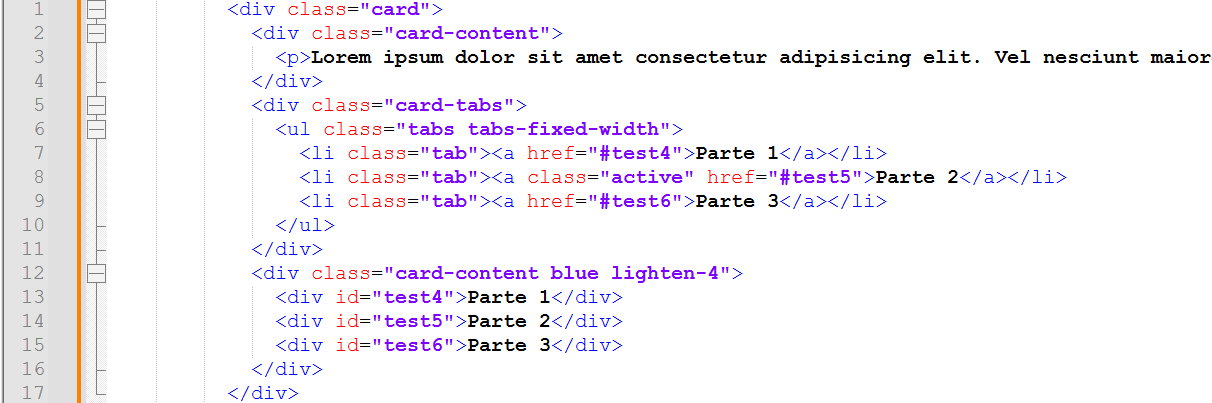 1 <div class="card">
2 <div class="card-content">
3 <p>Lorem ipsum dolor sit amet consectetur adipisicing elit. Vel nesciunt maior
4 </div>
5 <div class="card-tabs">
6 <ul class="tabs tabs-fixed-width">
7 <li class="tab"><a href="#test4">Parte 1</a></li>
8 <li class="tab"><a class="active" href="#test5">Parte 2</a></li>
9 <li class="tab"><a href="#test6">Parte 3</a></li>
10 </ul>
11 </div>
12 <div class="card-content blue lighten-4">
13 <div id="test4">Parte 1</div>
14 <div id="test5">Parte 2</div>
15 <div id="test6">Parte 3</div>
16 </div>
17 </div>